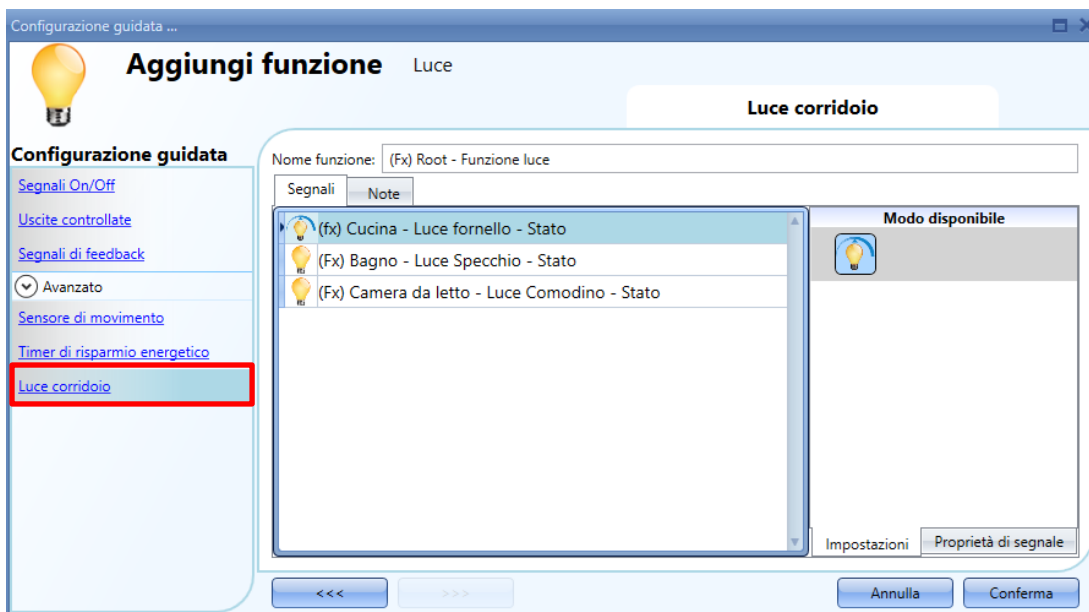 Configurazione guidata ...
Aggiungi funzione Luce
Luce corridoio
Configurazione guidata
Segnali On/Off
Uscite controllate
Segnali di feedback
Avanzato
Sensore di movimento
Timer di risparmio energetico
Luce corridoio
Nome funzione: (Fx) Root - Funzione luce
Segnali Note
(fx) Cucina - Luce fornello - Stato
(Fx) Bagno - Luce Specchio - Stato
(Fx) Camera da letto - Luce Comodino - Stato
Modo disponibile
Impostazioni Proprietà di segnale
<<< >>> Annulla Conferma